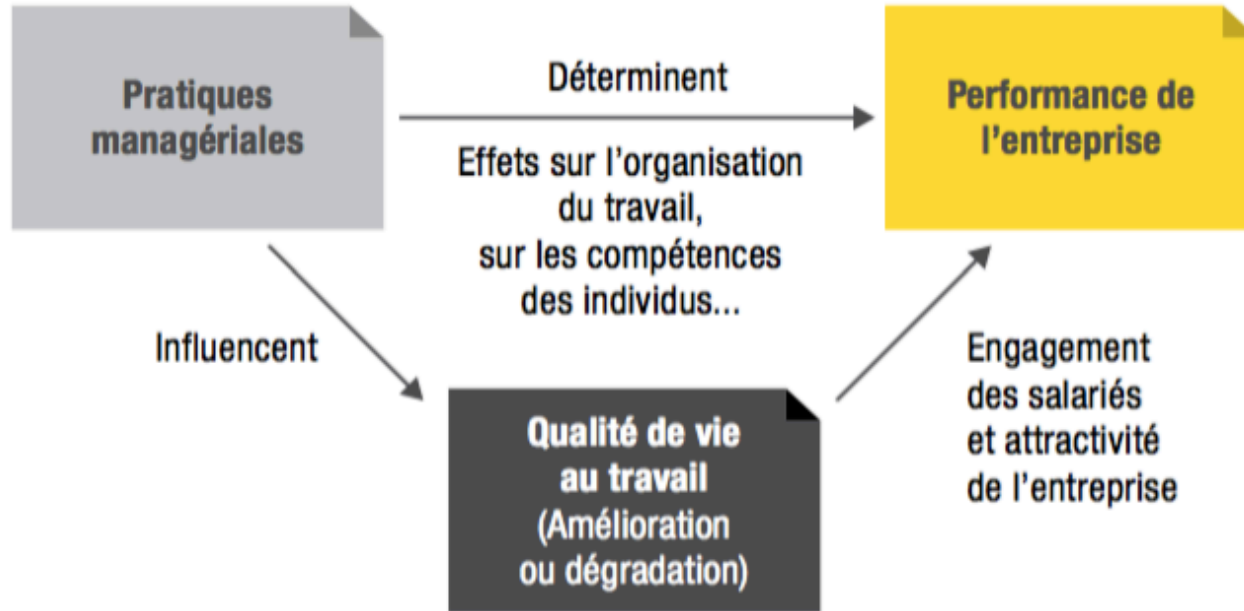 Pratiques
managériales
Déterminent
Effets sur l'organisation
du travail,
sur les compétences
des individus...
Performance de
l'entreprise
Influencent
Qualité de vie
au travail
(Amélioration
ou dégradation)
Engagement
des salariés
et attractivité
de l'entreprise